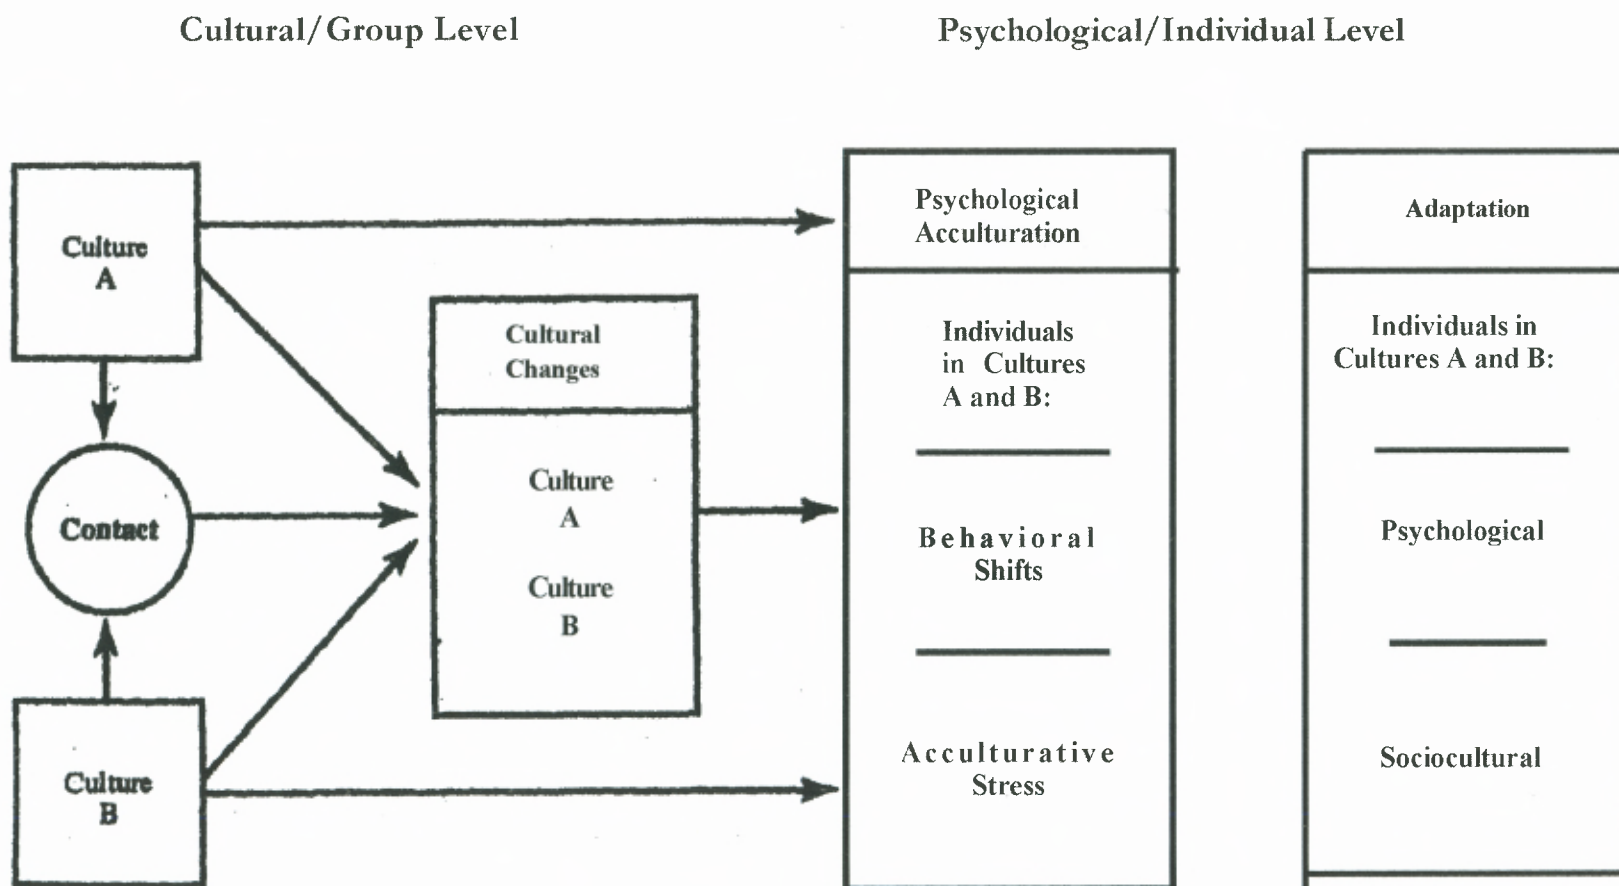 Cultural/Group Level
Psychological/Individual Level
Culture
A
Contact
Culture
B
Cultural
Changes
Culture
A
Culture
B
Psychological
Acculturation
Individuals
in Cultures
A and B:
Behavioral
Shifts
Acculturative
Stress
Adaptation
Individuals in
Cultures A and B:
Psychological
Sociocultural